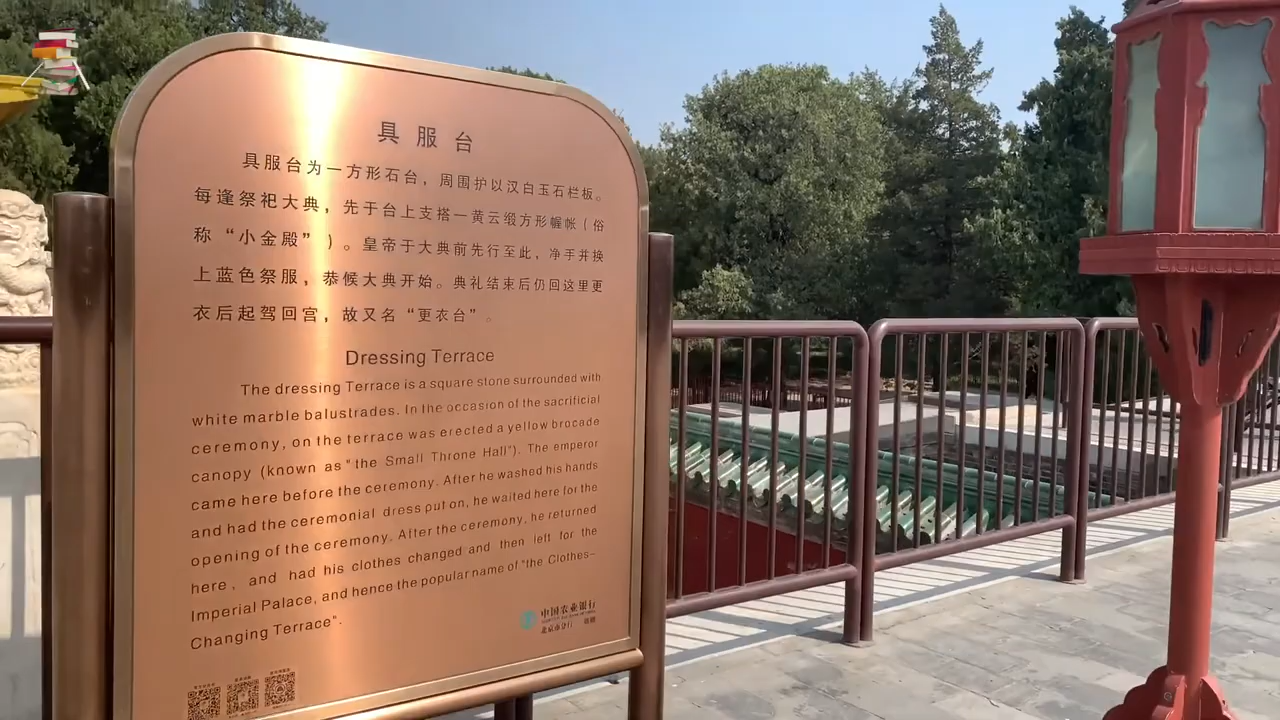 具服台
具服台为一方形石台，周围护以汉白玉石栏板。
每逢祭祀大典，先于台上支搭一黄云缎方形幄帐（俗
称“小金殿”）。皇帝于大典前先行至此，净手并换
上蓝色祭服，恭候大典开始。典礼结束后仍回这里更
衣后起驾回宫，故又名“更衣台”。
Dressing Terrace
The dressing Terrace is a square stone surrounded with
white marble balustrades. In the occasion of the sacrificial
ceremony, on the terrace was erected a yellow brocade
canopy (known as "the Small Throne Hall"). The emperor
came here before the ceremony. After he washed his hands
and had the ceremonial dress put on, he waited here for the
opening of the ceremony. After the ceremony, he returned
here, and had his clothes changed and then left for the
Imperial Palace, and hence the popular name of "the Clothes-
Changing Terrace".
中国农业银行
北京市分行